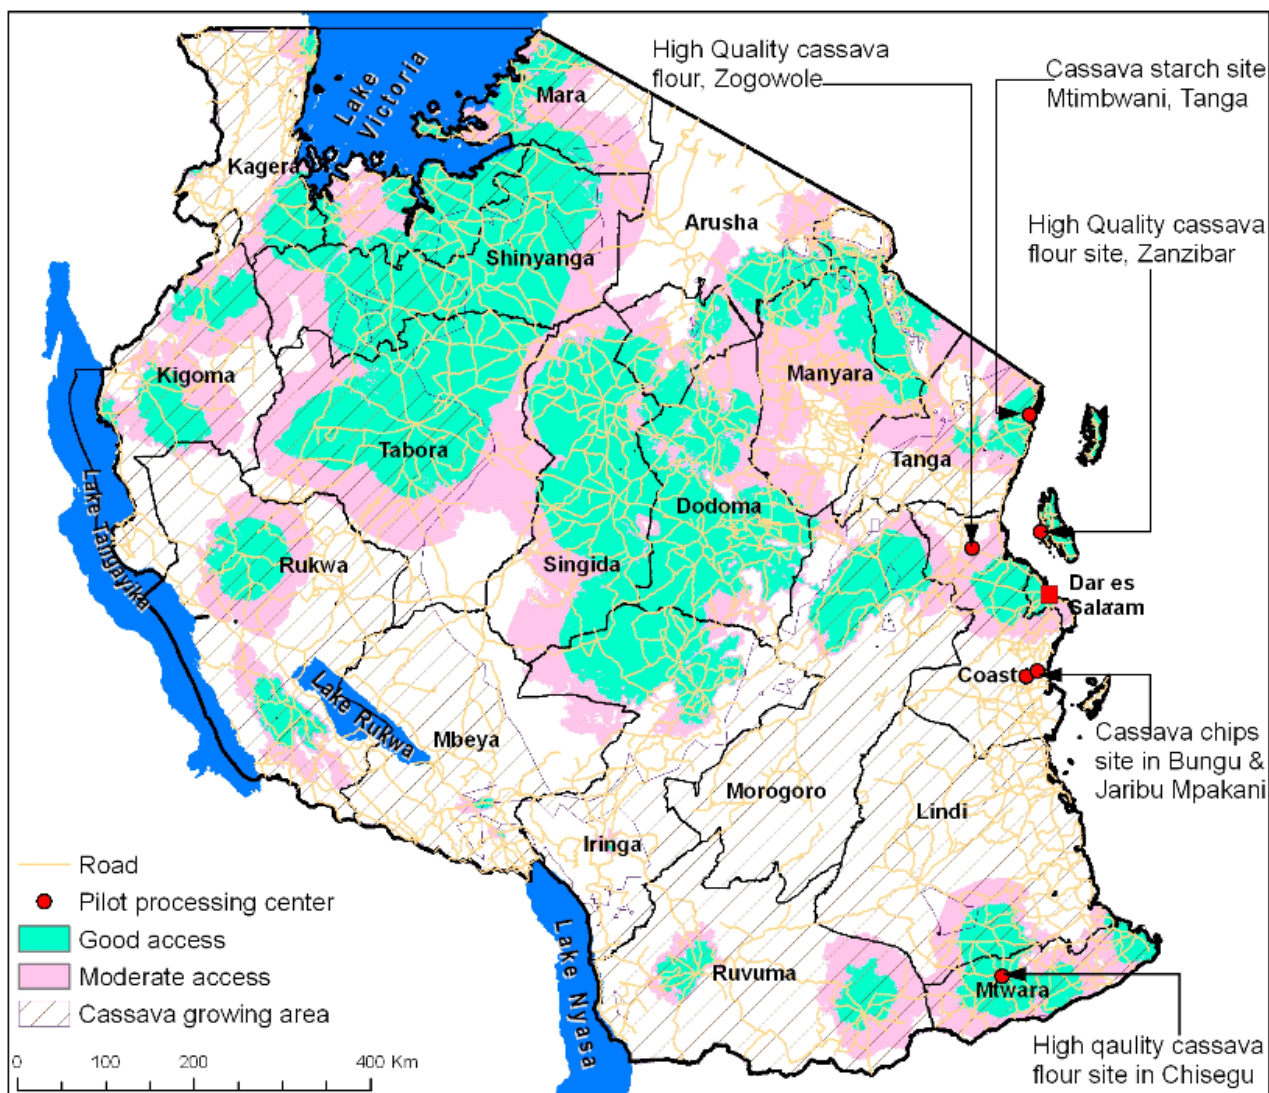 High Quality cassava
flour, Zogowole
Cassava starch site
Mtimbwani, Tanga
Lake
Victoria
Mara
Kagera
Arusha
High Quality cassava
flour site, Zanzibar
Shinyanga
Kigoma
Manyara
Tabora
Tanga
Lake Tangayika
Dodoma
Rukwa
Singida
Dar es
Salaram
Coast
Lake Rukwa
Mbeya
Cassava chips
site in Bungu &
Jaribu Mpakani
Morogoro
Lindi
Iringa
Lake Nyasa
Ruvuma
Mtwara
High qaulity cassava
flour site in Chisegu
Road
Pilot processing center
Good access
Moderate access
Cassava growing area
0 100 200 400 Km